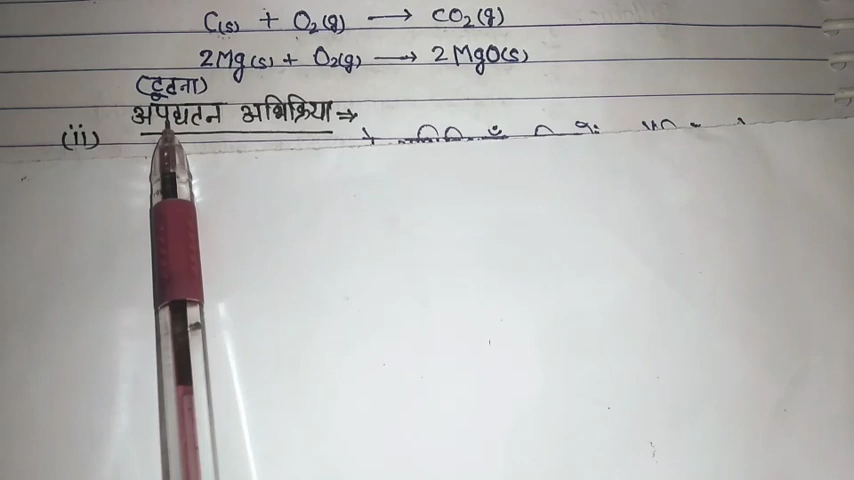 C(s) + O₂(g) → CO₂(g)
2Mg(s) + O₂(g) → 2MgO(s)
(टूटना)
(ii) अपघटन अभिक्रिया ⇒